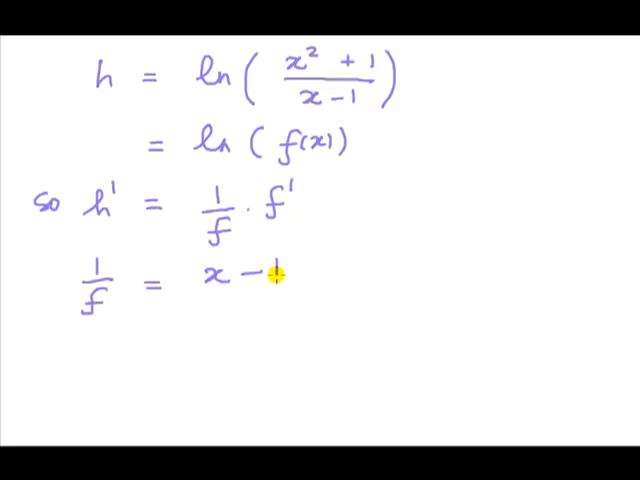 h = ln ( x² + 1 / x - 1 )
= ln ( f(x) )
so h' = 1/f · f'
1/f = x - 1